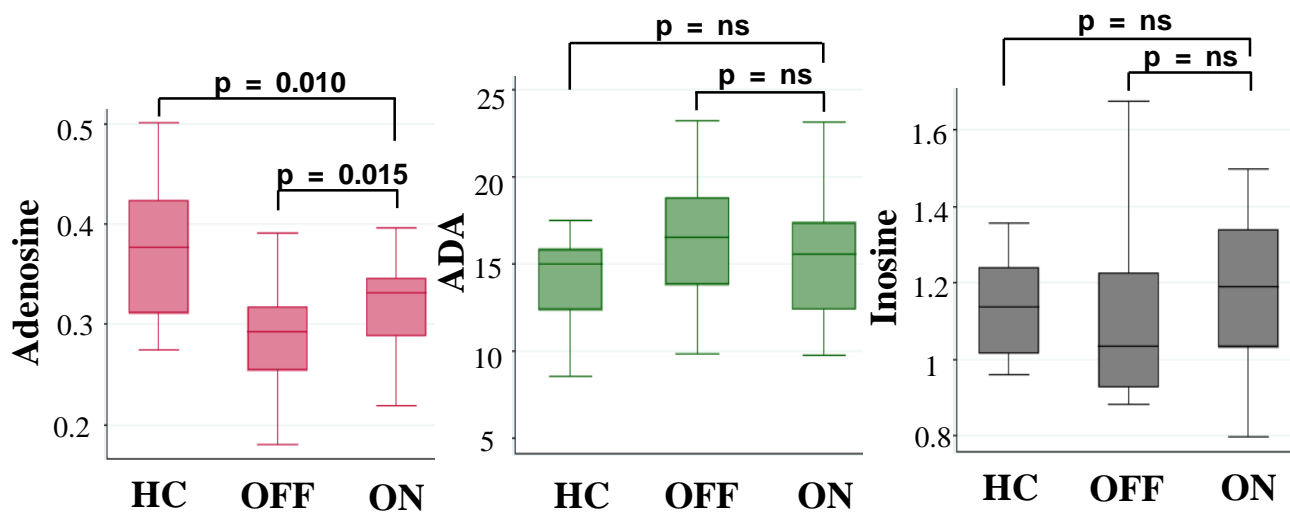 p = 0.010
p = 0.015
Adenosine
0.5
0.4
0.3
0.2
HC OFF ON
p = ns
p = ns
ADA
25
20
15
10
5
HC OFF ON
p = ns
p = ns
Inosine
1.6
1.4
1.2
1
0.8
HC OFF ON